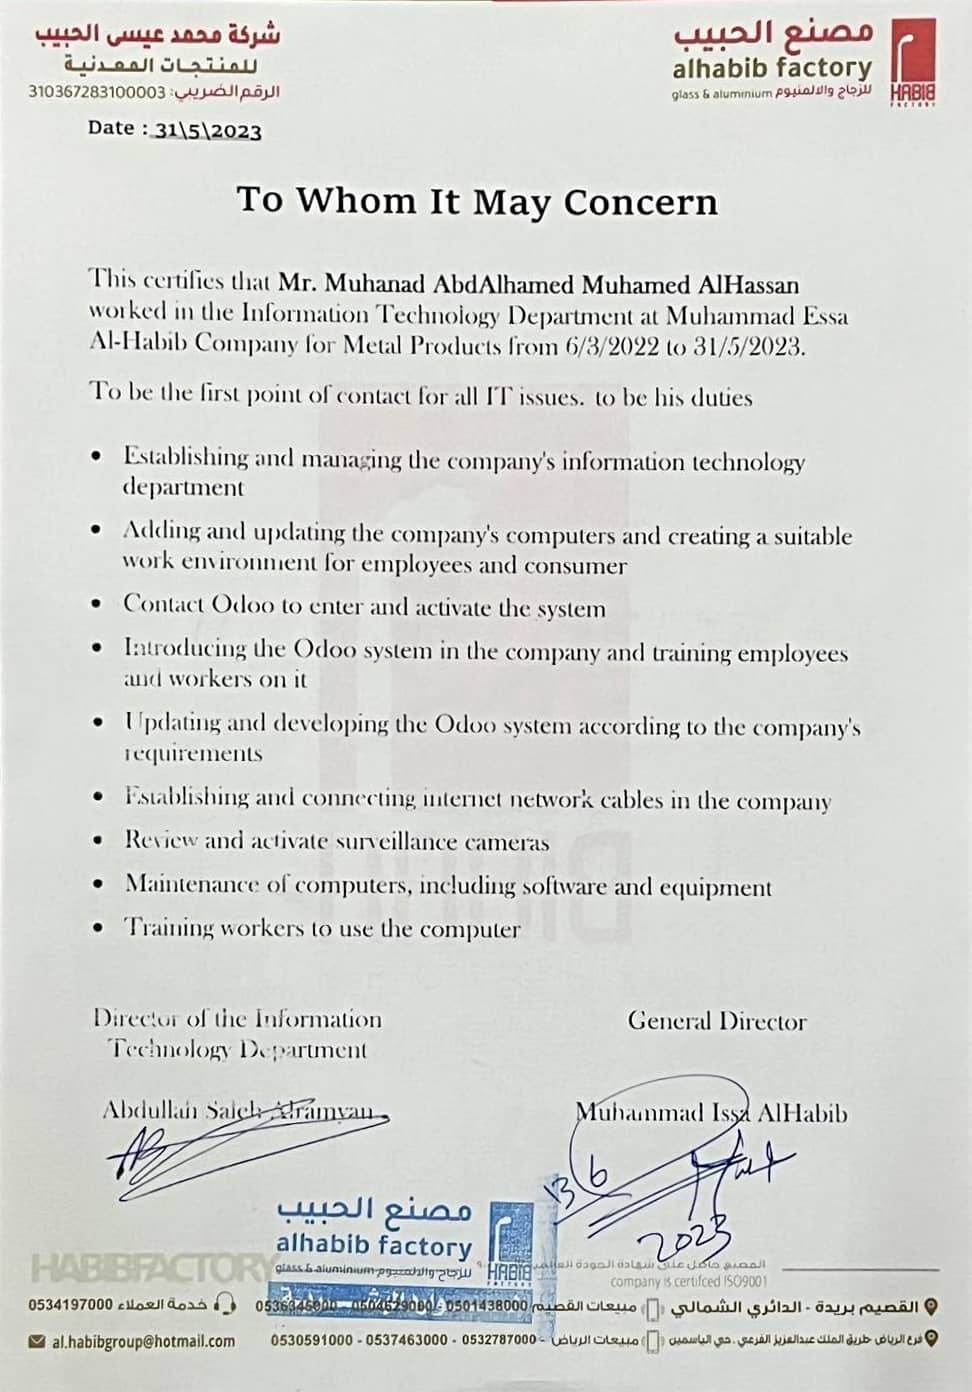 شركة محمد عيسى الحبيب
للمنتجات المعدنية
الرقم الضريبي: 310367283100003
مصنع الحبيب
alhabib factory
glass & aluminium للزجاج والالمنيوم
HABIB
FACTORY
Date : 31\5\2023
To Whom It May Concern
This certifies that Mr. Muhanad AbdAlhamed Muhamed AlHassan
worked in the Information Technology Department at Muhammad Essa
Al-Habib Company for Metal Products from 6/3/2022 to 31/5/2023.
To be the first point of contact for all IT issues. to be his duties
• Establishing and managing the company's information technology
department
• Adding and updating the company's computers and creating a suitable
work environment for employees and consumer
• Contact Odoo to enter and activate the system
• Introducing the Odoo system in the company and training employees
and workers on it
• Updating and developing the Odoo system according to the company's
requirements
• Establishing and connecting internet network cables in the company
• Review and activate surveillance cameras
• Maintenance of computers, including software and equipment
• Training workers to use the computer
Director of the Information
Technology Department
General Director
Abdullah Saleh Alramyan
Muhammad Issa AlHabib
13 6
2023
مصنع الحبيب
alhabib factory
glass & aluminium للزجاج والالمنيوم
HABIB
FACTORY
HABIBFACTORY
المصنع حاصل على شهادة الجودة العالمية
company is certifced ISO9001
القصيم بريدة - الدائري الشمالي
مبيعات القصيم 0501438000 - 0504629000 - 0536346000
خدمة العملاء 0534197000
فرع الرياض طريق الملك عبدالعزيز الفرعي. حي الياسمين
مبيعات الرياض - 0532787000 - 0537463000 - 0530591000
al.habibgroup@hotmail.com